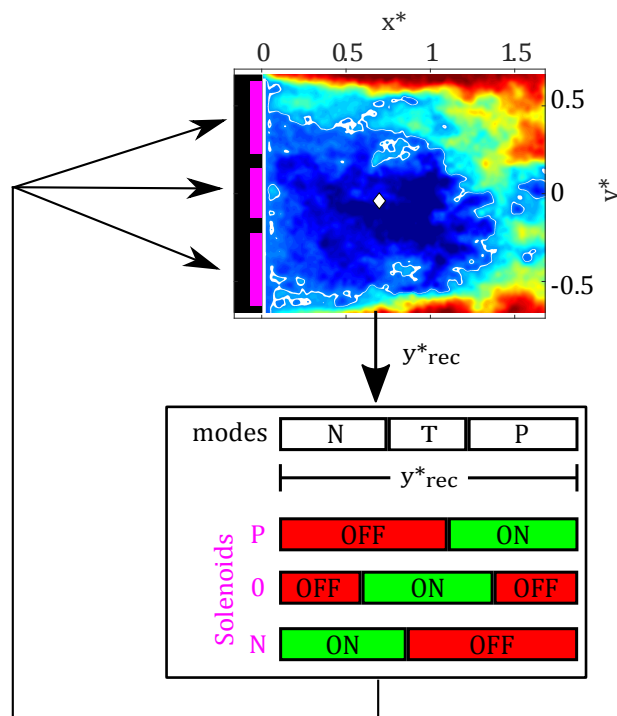 x*
0 0.5 1 1.5
0.5
0
-0.5
v*
y*rec
modes N T P
y*rec
Solenoids
P OFF ON
0 OFF ON OFF
N ON OFF